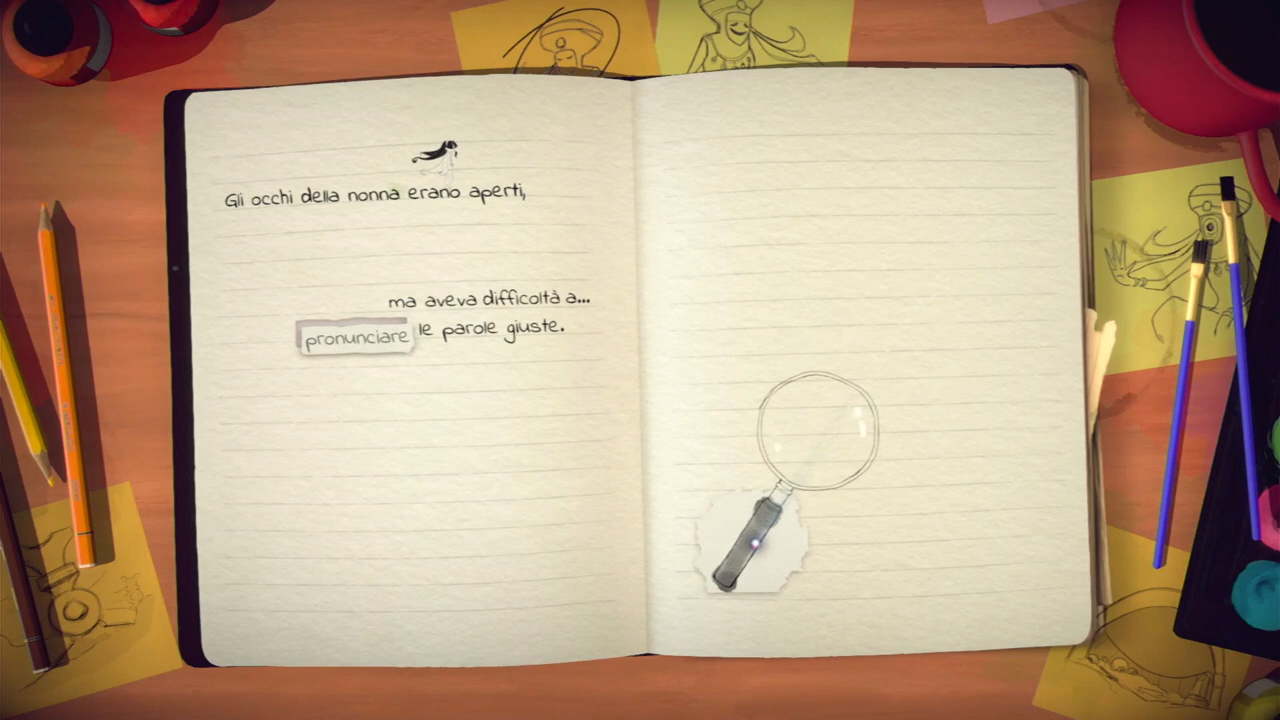 Gli occhi della nonna erano aperti,
ma aveva difficoltà a...
pronunciare le parole giuste.